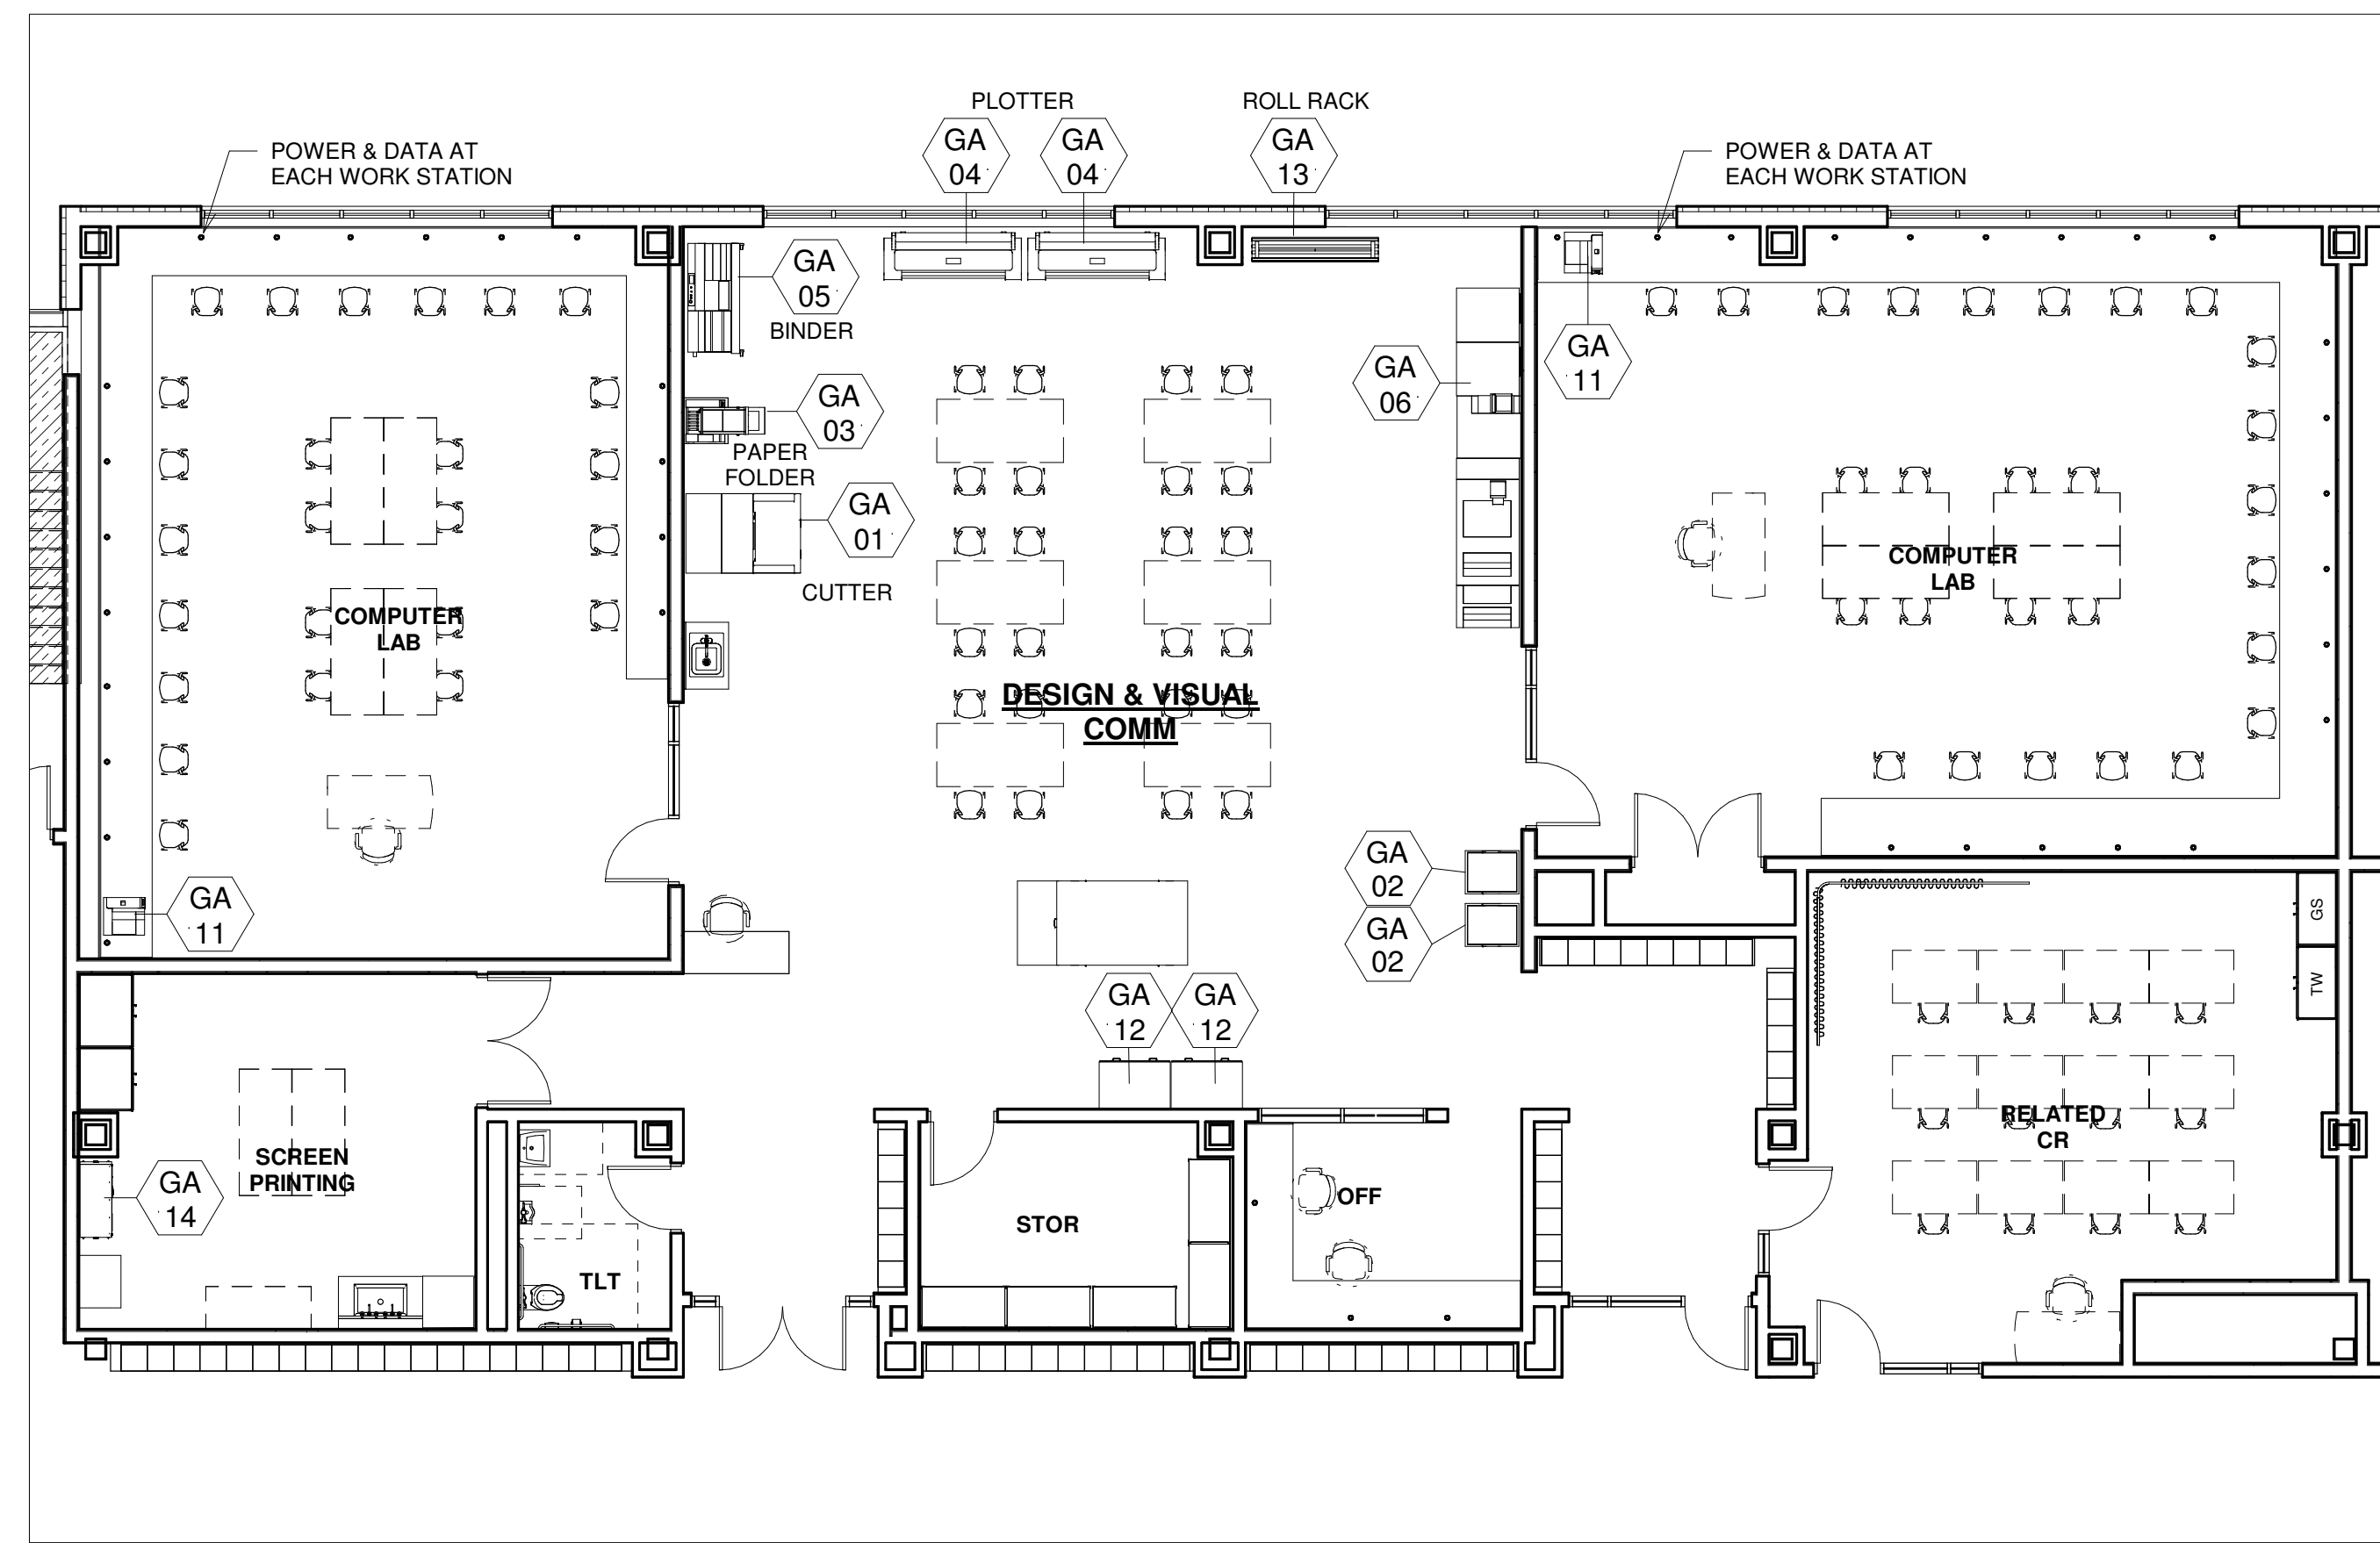 PLOTTER
ROLL RACK
GA
04
GA
04
GA
13
POWER & DATA AT
EACH WORK STATION
POWER & DATA AT
EACH WORK STATION
GA
05
BINDER
GA
03
PAPER
FOLDER
GA
01
CUTTER
GA
06
GA
11
COMPUTER
LAB
COMPUTER
LAB
DESIGN & VISUAL
COMM
GA
02
GA
02
GA
11
GA
12
GA
12
GS
TW
SCREEN
PRINTING
GA
14
TLT
STOR
OFF
RELATED
CR